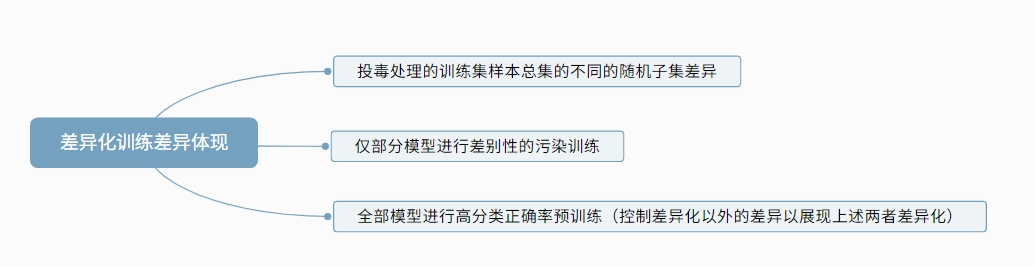 投毒处理的训练集样本总集的不同的随机子集差异
差异化训练差异体现
仅部分模型进行差别性的污染训练
全部模型进行高分类正确率预训练（控制差异化以外的差异以展现上述两者差异化）